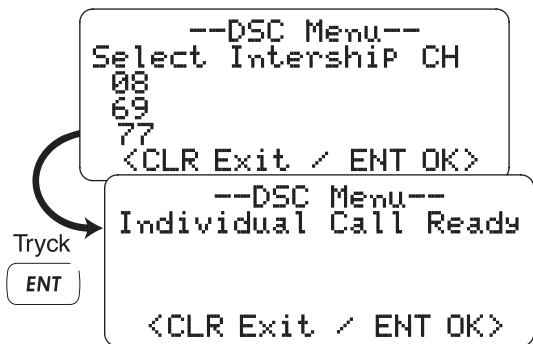 --DSC Menu--
Select Intership CH
08
69
77
<CLR Exit / ENT OK>
--DSC Menu--
Individual Call Ready
Tryck
ENT
<CLR Exit / ENT OK>